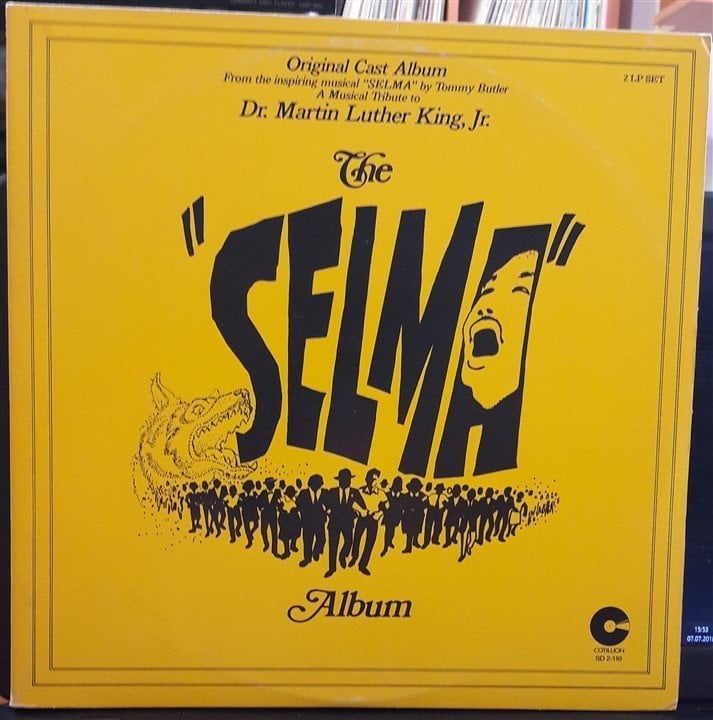 Original Cast Album
From the inspiring musical "SELMA" by Tommy Butler
2 LP SET
A Musical Tribute to
Dr. Martin Luther King, Jr.
The
"SELMA"
Album
COTILLION
SD 2-110
15:53